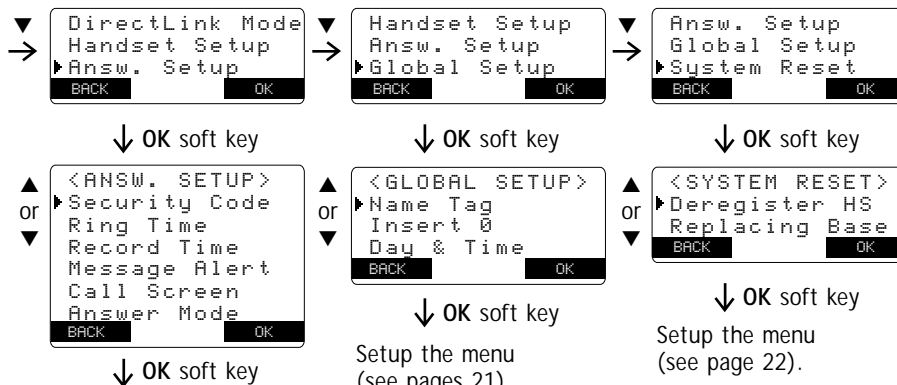 DirectLink Mode
Handset Setup
Answ. Setup
BACK OK
Handset Setup
Answ. Setup
Global Setup
BACK OK
Answ. Setup
Global Setup
System Reset
BACK OK
OK soft key
OK soft key
OK soft key
or
<ANSW. SETUP>
Security Code
Ring Time
Record Time
Message Alert
Call Screen
Answer Mode
BACK OK
or
<GLOBAL SETUP>
Name Tag
Insert 0
Day & Time
BACK OK
or
<SYSTEM RESET>
Deregister HS
Replacing Base
BACK OK
OK soft key
OK soft key
OK soft key
Setup the menu
(see pages 21)
Setup the menu
(see page 22).